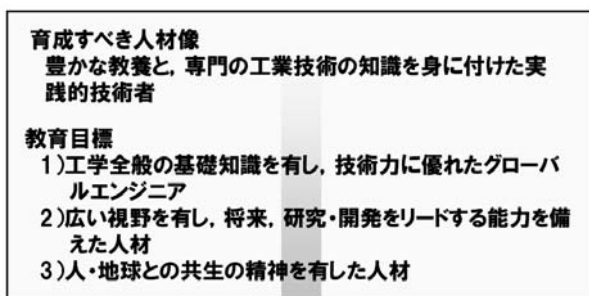 育成すべき人材像
豊かな教養と，専門の工業技術の知識を身に付けた実
践的技術者
教育目標
1）工学全般の基礎知識を有し，技術力に優れたグローバ
ルエンジニア
2）広い視野を有し，将来，研究・開発をリードする能力を備
えた人材
3）人・地球との共生の精神を有した人材